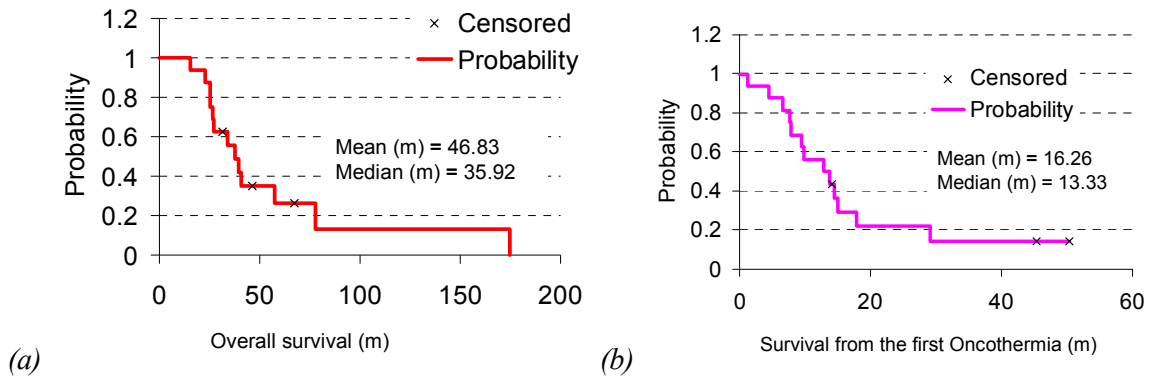 1.2
1
0.8
0.6
0.4
0.2
0
Probability
× Censored
Probability
Mean (m) = 46.83
Median (m) = 35.92
0 50 100 150 200
Overall survival (m)
(a)
1.2
1
0.8
0.6
0.4
0.2
0
Probability
× Censored
Probability
Mean (m) = 16.26
Median (m) = 13.33
0 20 40 60
Survival from the first Oncothermia (m)
(b)